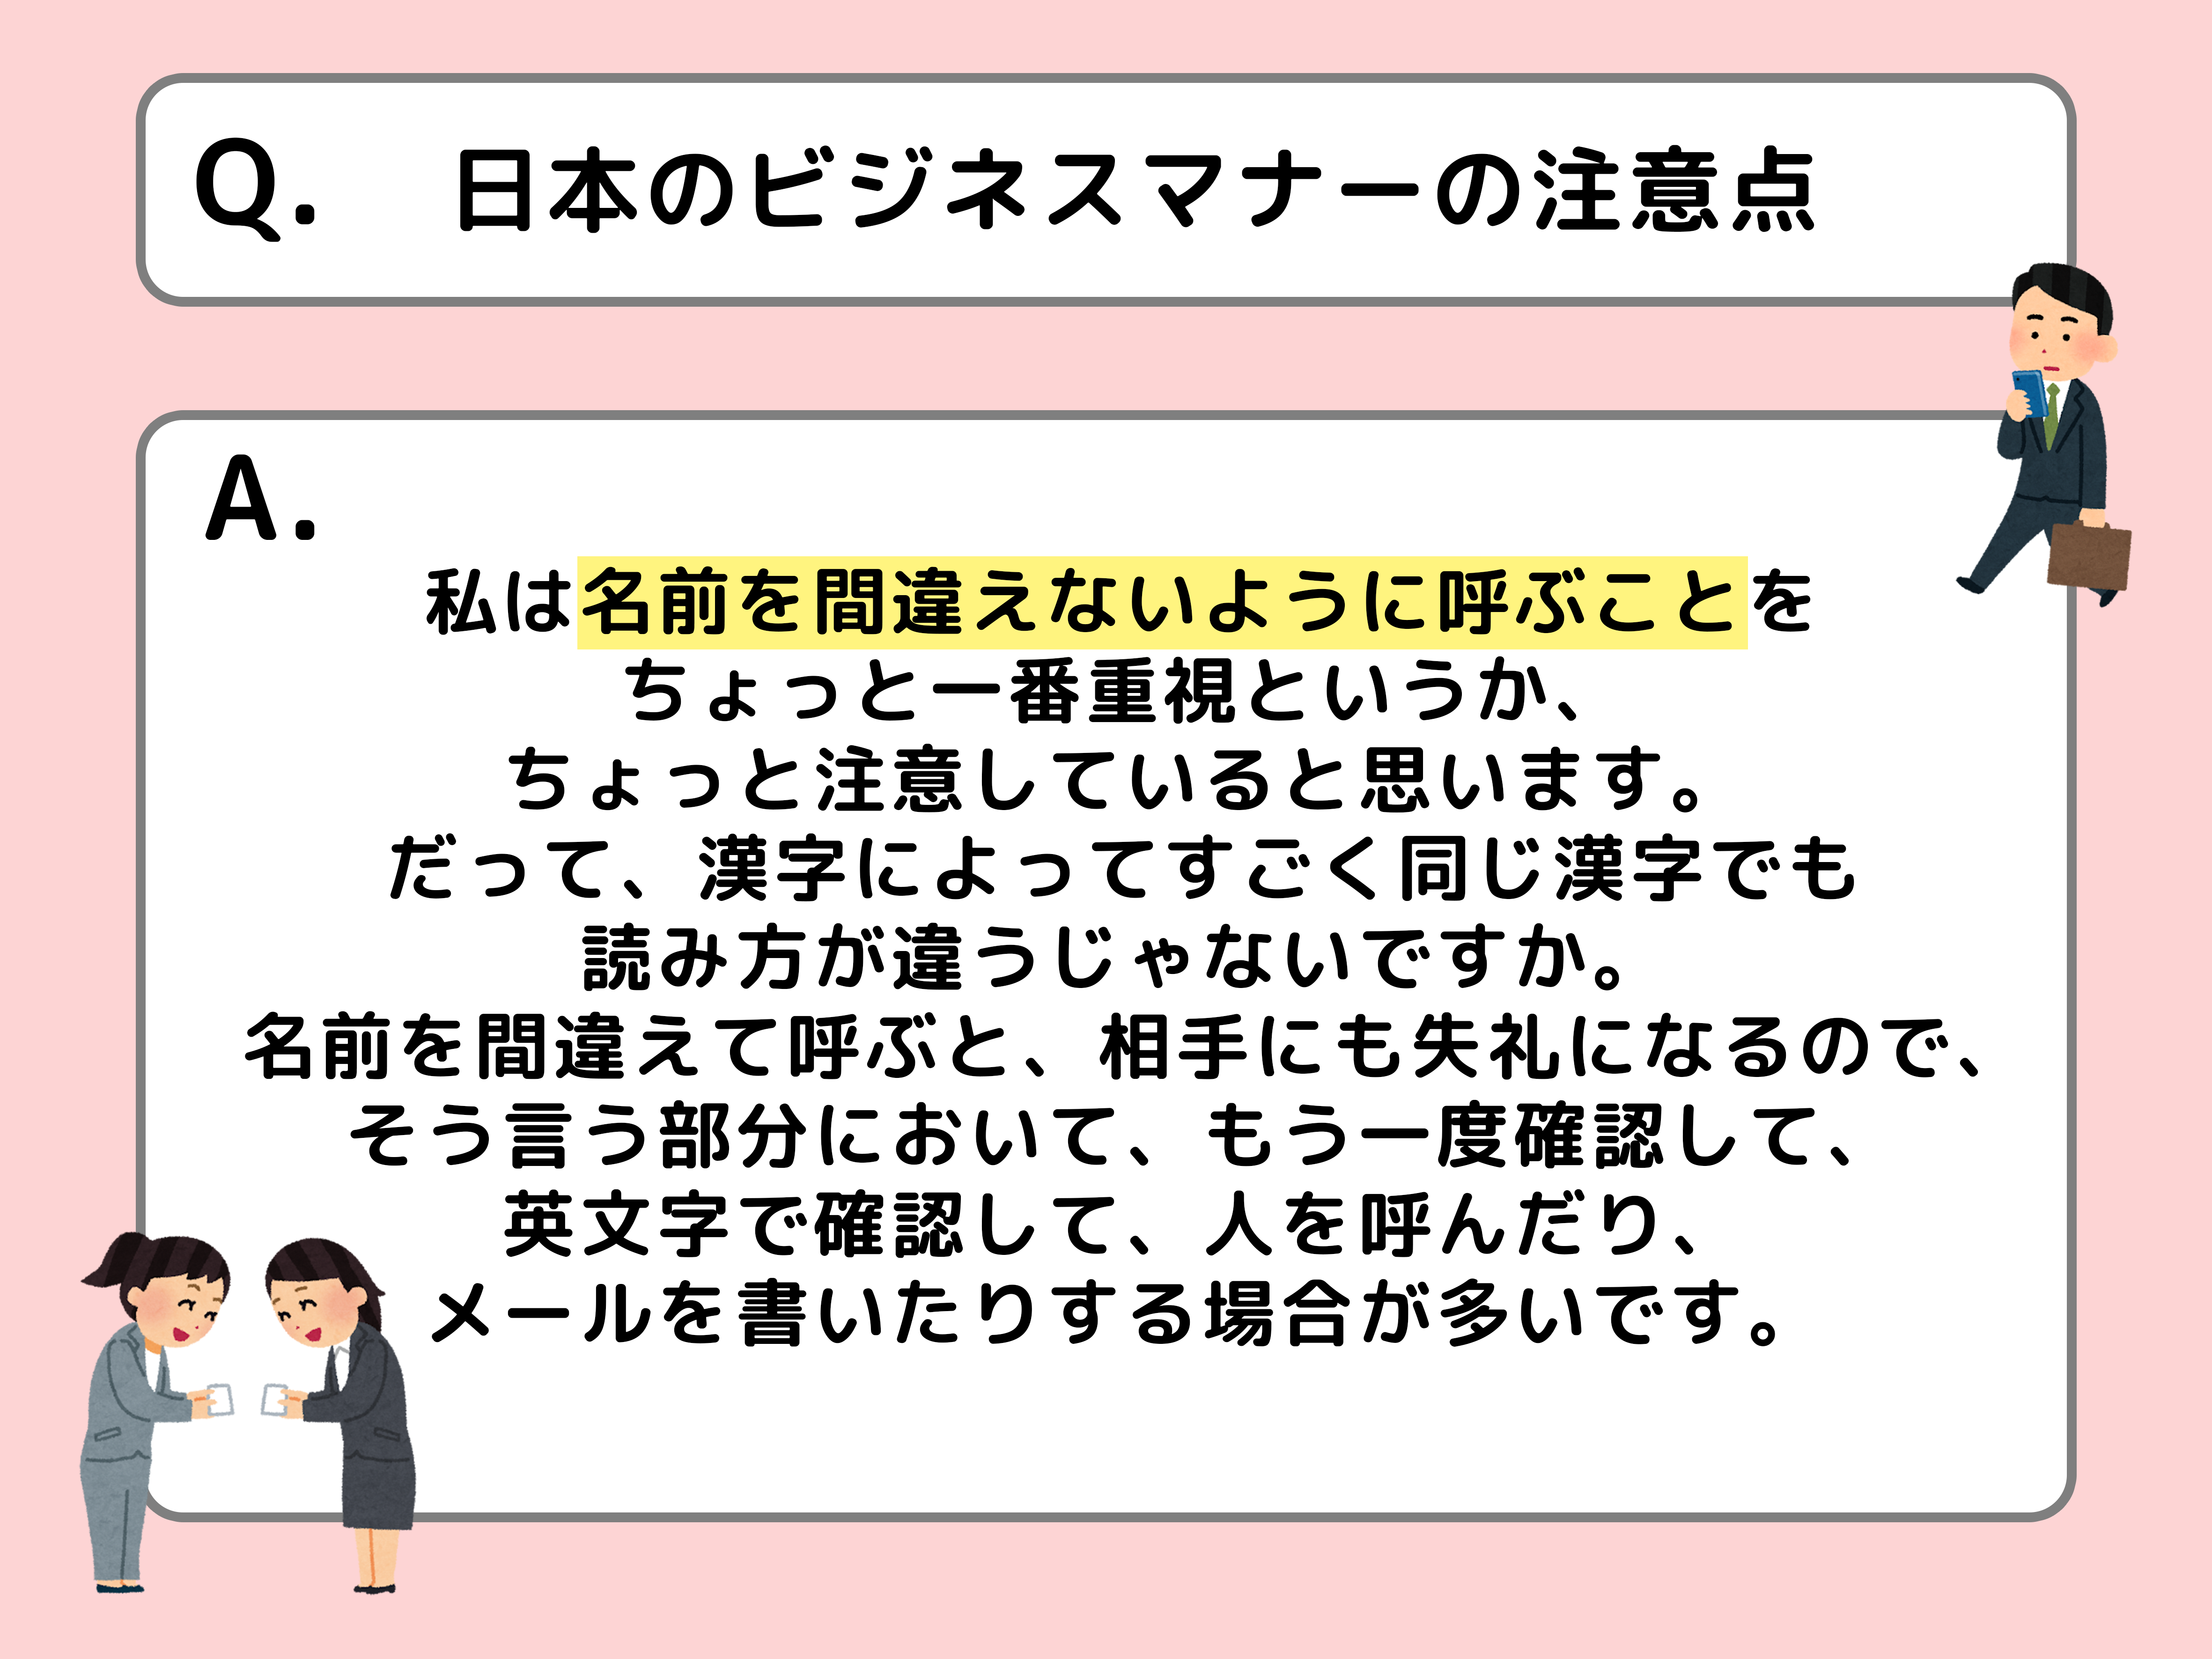 Q. 日本のビジネスマナーの注意点
A.
私は名前を間違えないように呼ぶことを
ちょっと一番重視というか、
ちょっと注意していると思います。
だって、漢字によってすごく同じ漢字でも
読み方が違うじゃないですか。
名前を間違えて呼ぶと、相手にも失礼になるので、
そう言う部分において、もう一度確認して、
英文字で確認して、人を呼んだり、
メールを書いたりする場合が多いです。